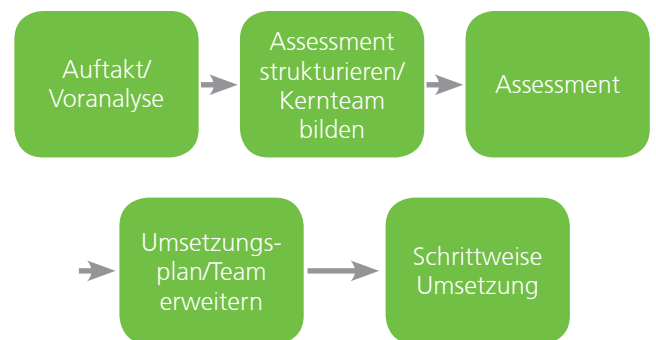 Auftakt/
Voranalyse
Assessment
strukturieren/
Kernteam
bilden
Assessment
Umsetzungs-
plan/Team
erweitern
Schrittweise
Umsetzung